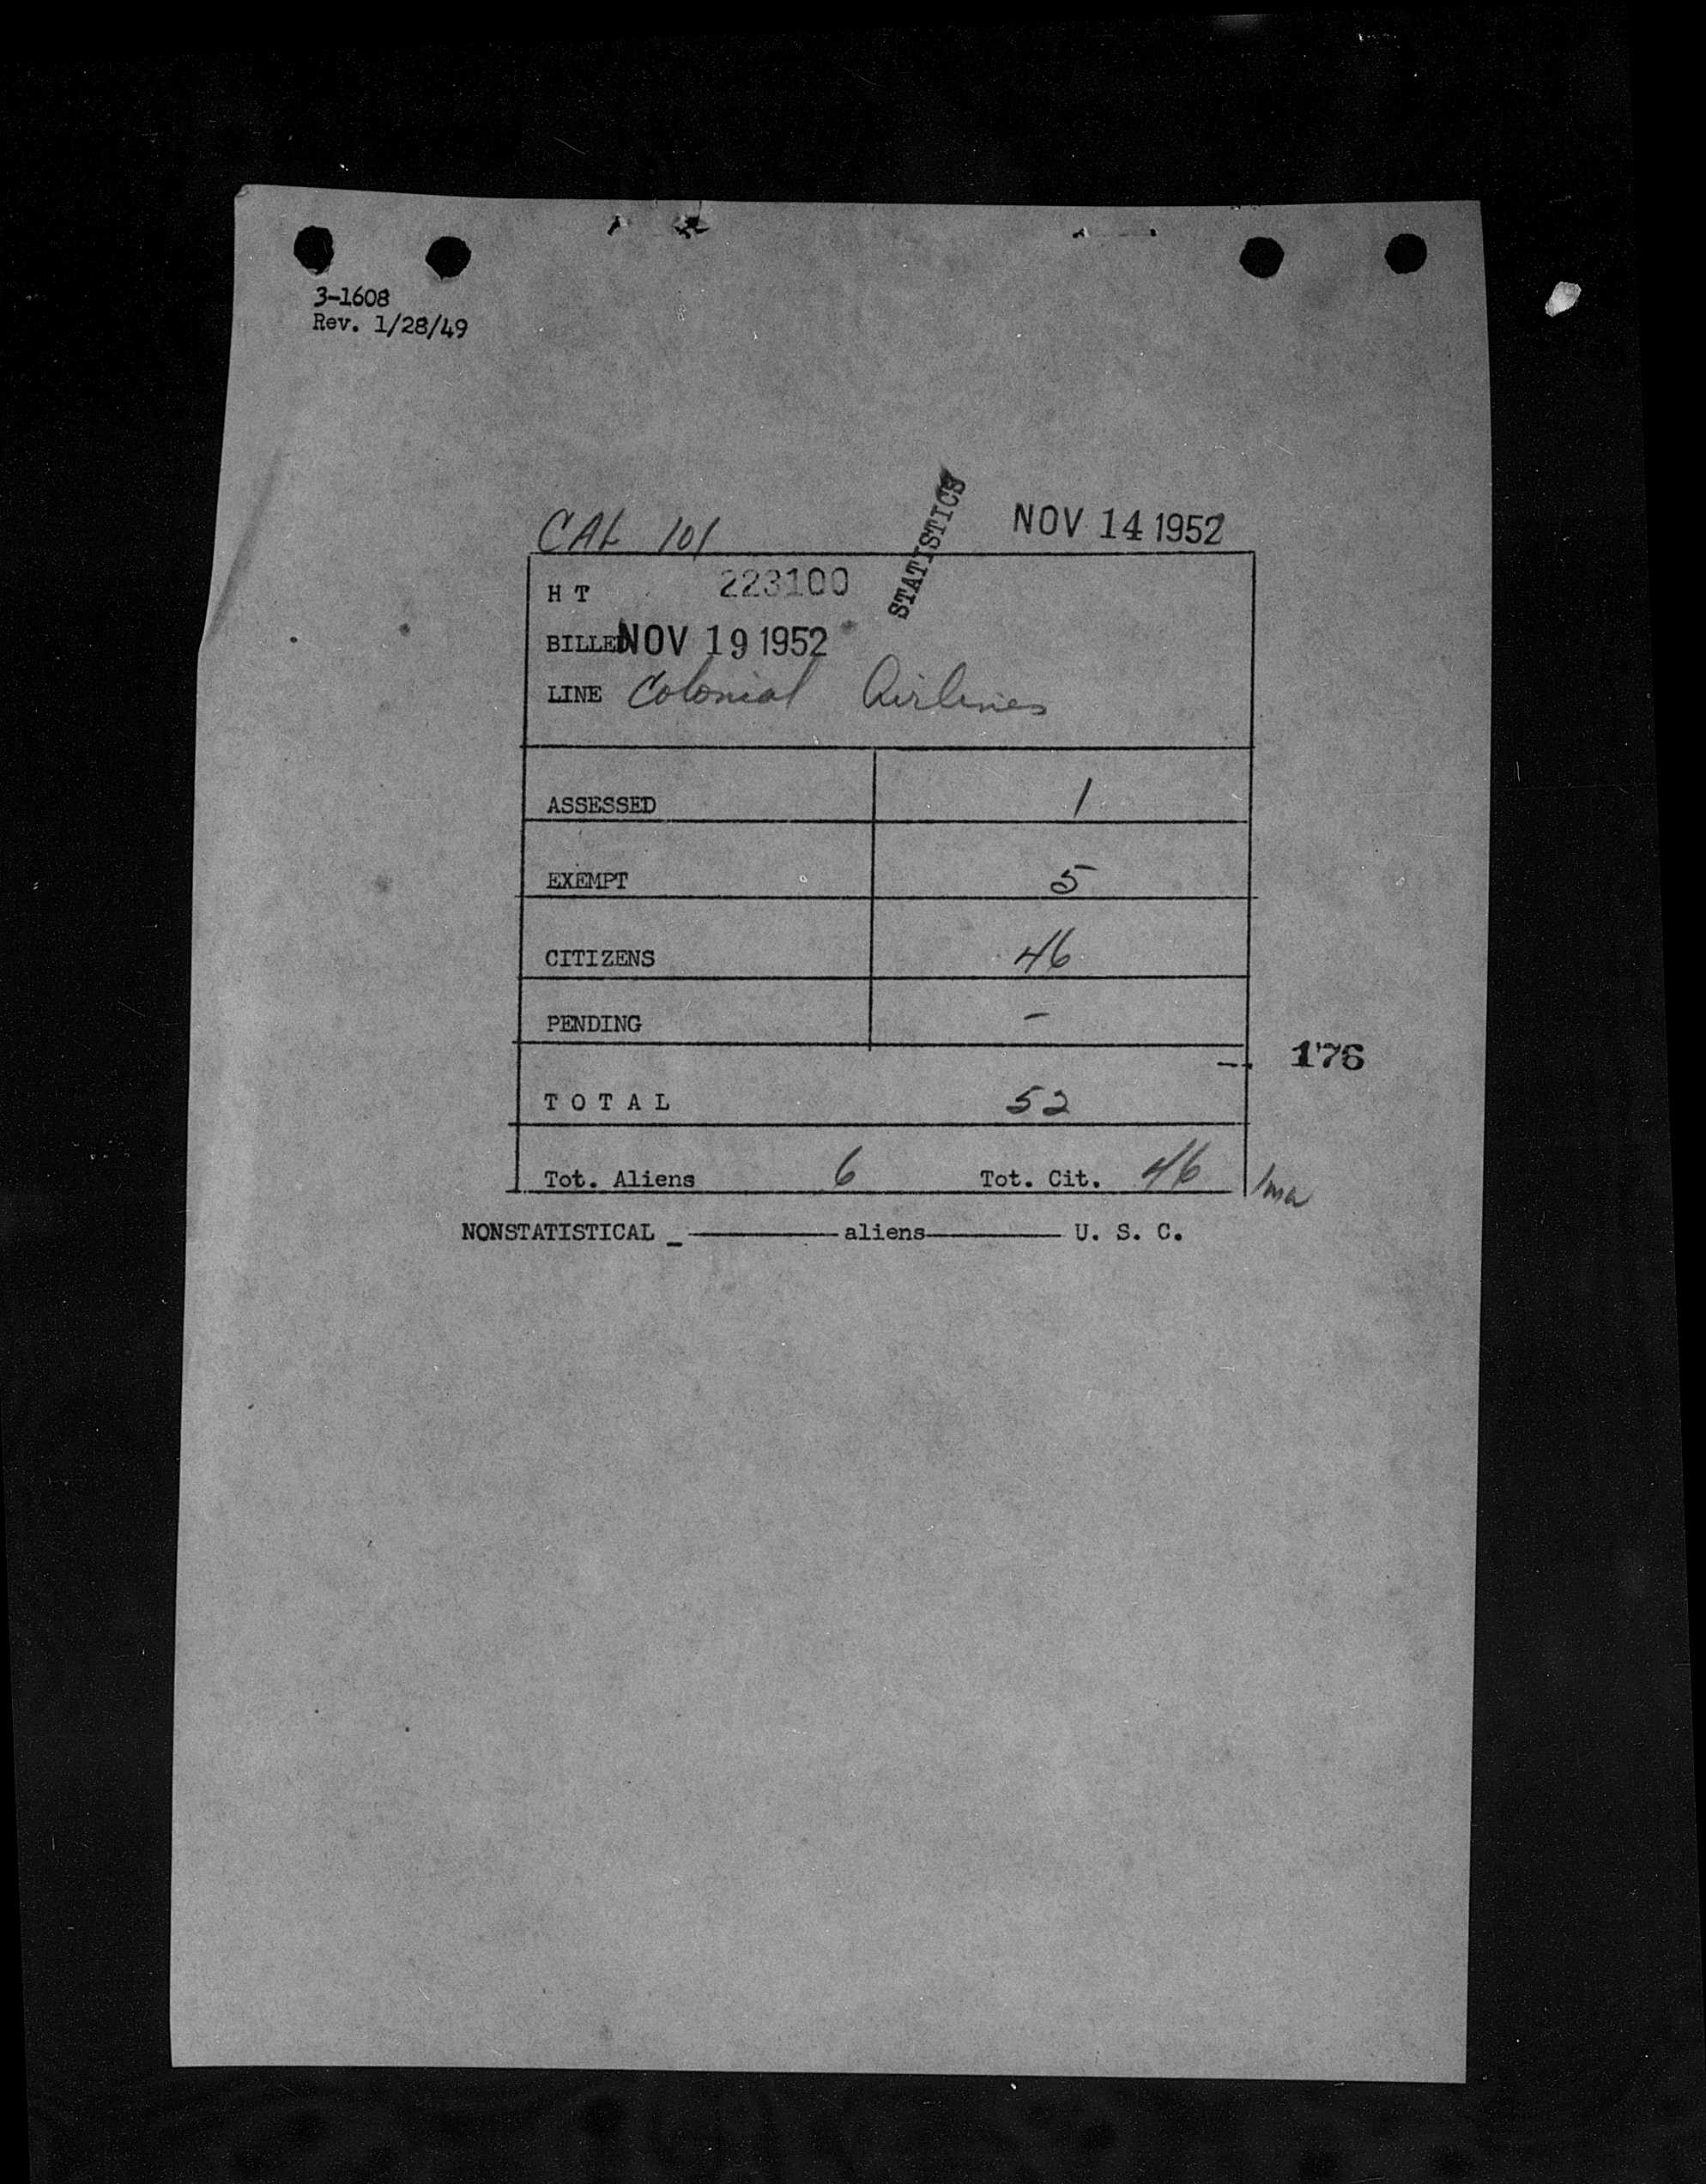 3-1608
Rev. 1/28/49
CAL 101
STATISTICS
NOV 14 1952
H T 223100
BILLED NOV 19 1952
LINE Colonial Airlines
ASSESSED 1
EXEMPT 5
CITIZENS 46
PENDING –
176
T O T A L 52
Tot. Aliens 6 Tot. Cit. 46
NONSTATISTICAL _ ———— aliens ———— U. S. C.